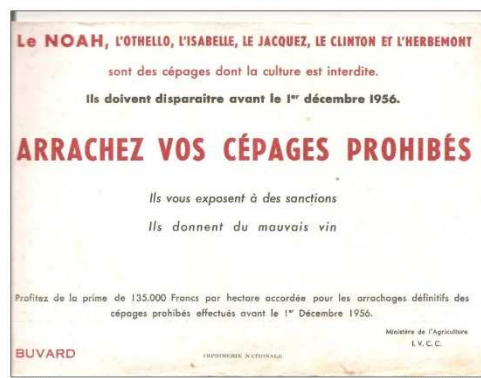 Le NOAH, L'OTHELLO, L'ISABELLE, LE JACQUEZ, LE CLINTON ET L'HERBEMONT
sont des cépages dont la culture est interdite.
Ils doivent disparaitre avant le 1er décembre 1956.
ARRACHEZ VOS CÉPAGES PROHIBÉS
Ils vous exposent à des sanctions
Ils donnent du mauvais vin
Profitez de la prime de 135.000 Francs par hectare accordée pour les arrachages définitifs des
cépages prohibés effectués avant le 1er Décembre 1956.
Ministère de l'Agriculture
I. V. C. C.
BUVARD
IMPRIMERIE NATIONALE